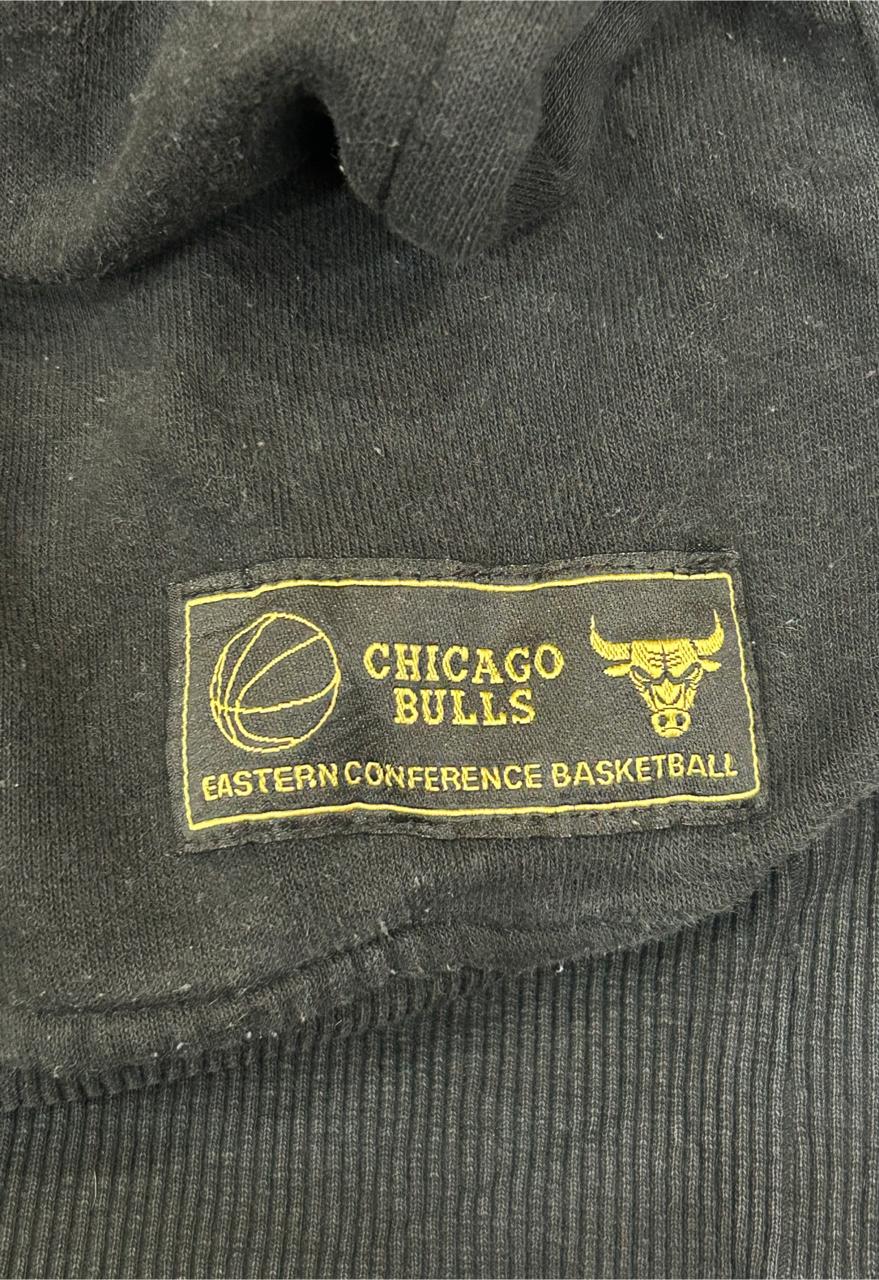 CHICAGO
BULLS
EASTERN CONFERENCE BASKETBALL